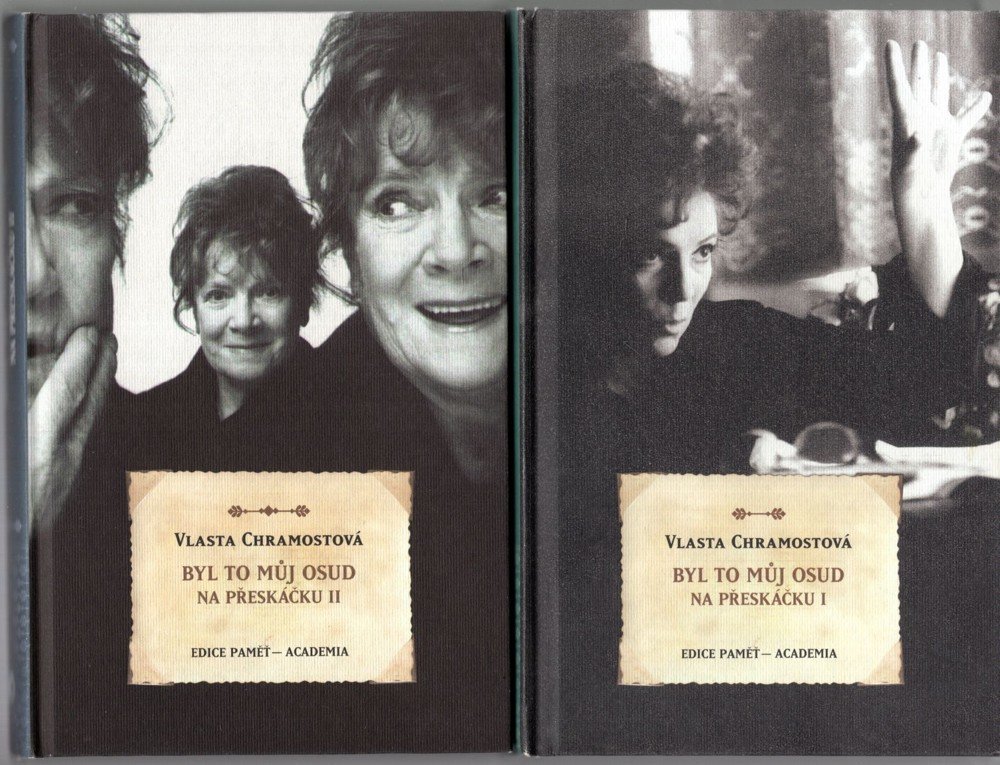 VLASTA CHRAMOSTOVÁ
BYL TO MŮJ OSUD
NA PŘESKÁČKU II
EDICE PAMĚŤ — ACADEMIA
VLASTA CHRAMOSTOVÁ
BYL TO MŮJ OSUD
NA PŘESKÁČKU I
EDICE PAMĚŤ — ACADEMIA